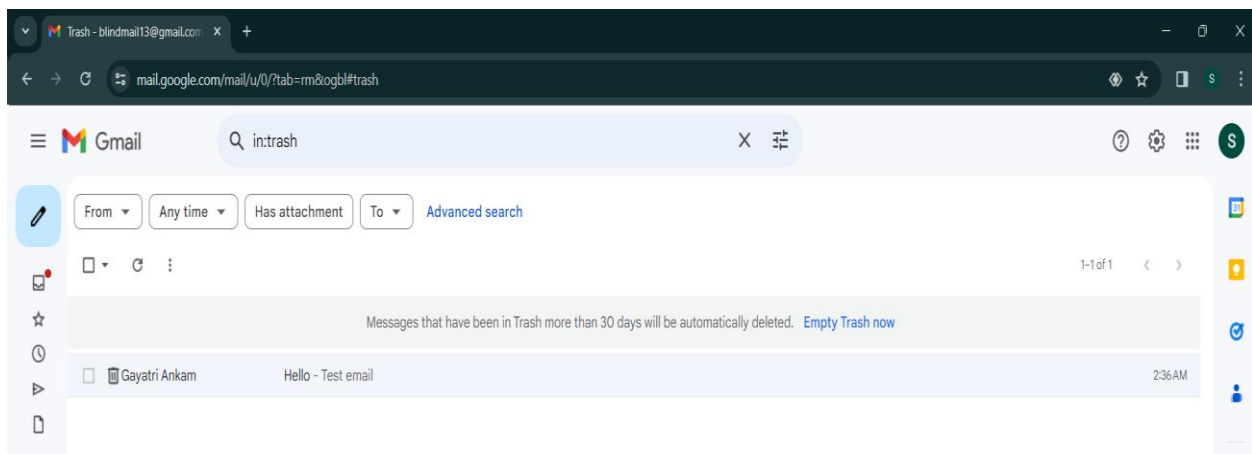 Trash - blindmail13@gmail.com
mail.google.com/mail/u/0/?tab=rm&ogbl#trash
S
Gmail
in:trash
S
From
Any time
Has attachment
To
Advanced search
31
1-1 of 1
Messages that have been in Trash more than 30 days will be automatically deleted. Empty Trash now
Gayatri Ankam Hello - Test email 2:36 AM